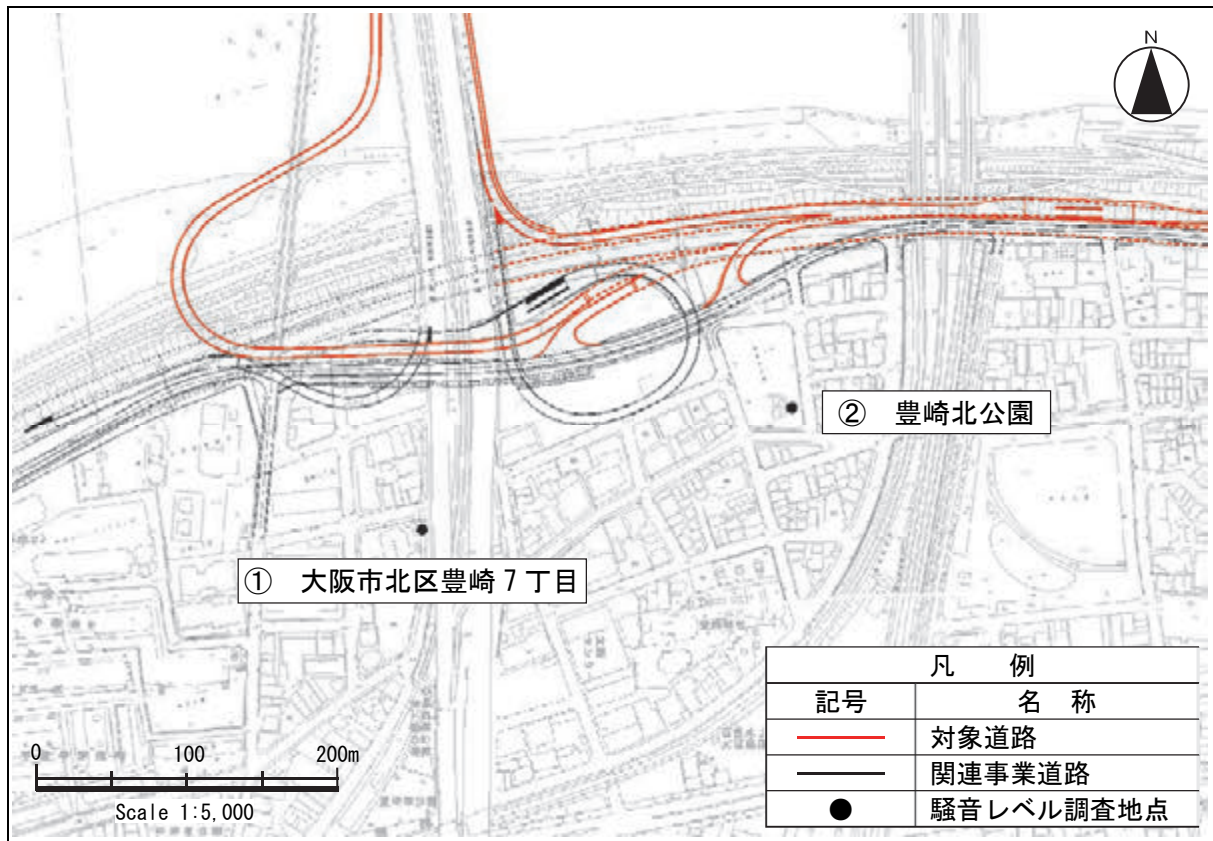 N
② 豊崎北公園
① 大阪市北区豊崎7丁目
凡 例
記号 名 称
対象道路
関連事業道路
騒音レベル調査地点
0 100 200m
Scale 1:5,000